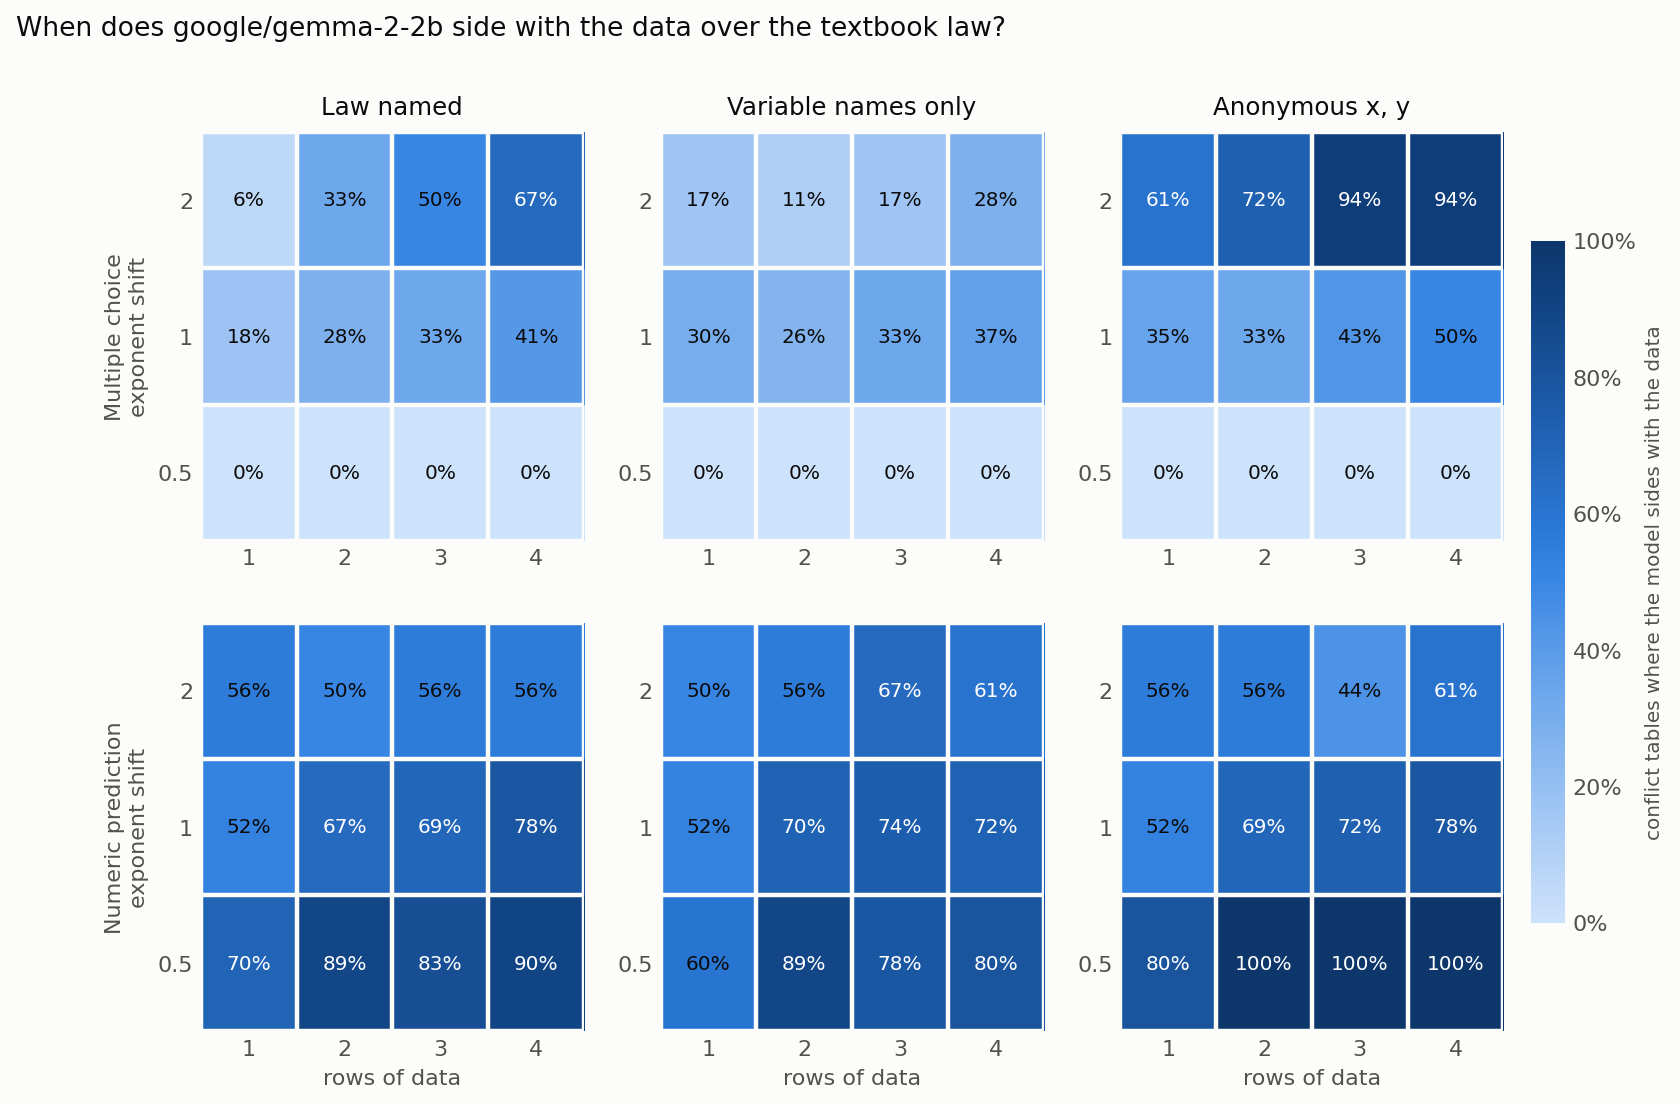 When does google/gemma-2-2b side with the data over the textbook law?
Law named
Variable names only
Anonymous x, y
Multiple choice
exponent shift
2
6% 33% 50% 67%
1
18% 28% 33% 41%
0.5
0% 0% 0% 0%
1 2 3 4
2
17% 11% 17% 28%
1
30% 26% 33% 37%
0.5
0% 0% 0% 0%
1 2 3 4
2
61% 72% 94% 94%
1
35% 33% 43% 50%
0.5
0% 0% 0% 0%
1 2 3 4
Numeric prediction
exponent shift
2
56% 50% 56% 56%
1
52% 67% 69% 78%
0.5
70% 89% 83% 90%
1 2 3 4
rows of data
2
50% 56% 67% 61%
1
52% 70% 74% 72%
0.5
60% 89% 78% 80%
1 2 3 4
rows of data
2
56% 56% 44% 61%
1
52% 69% 72% 78%
0.5
80% 100% 100% 100%
1 2 3 4
rows of data
100%
80%
60%
40%
20%
0%
conflict tables where the model sides with the data